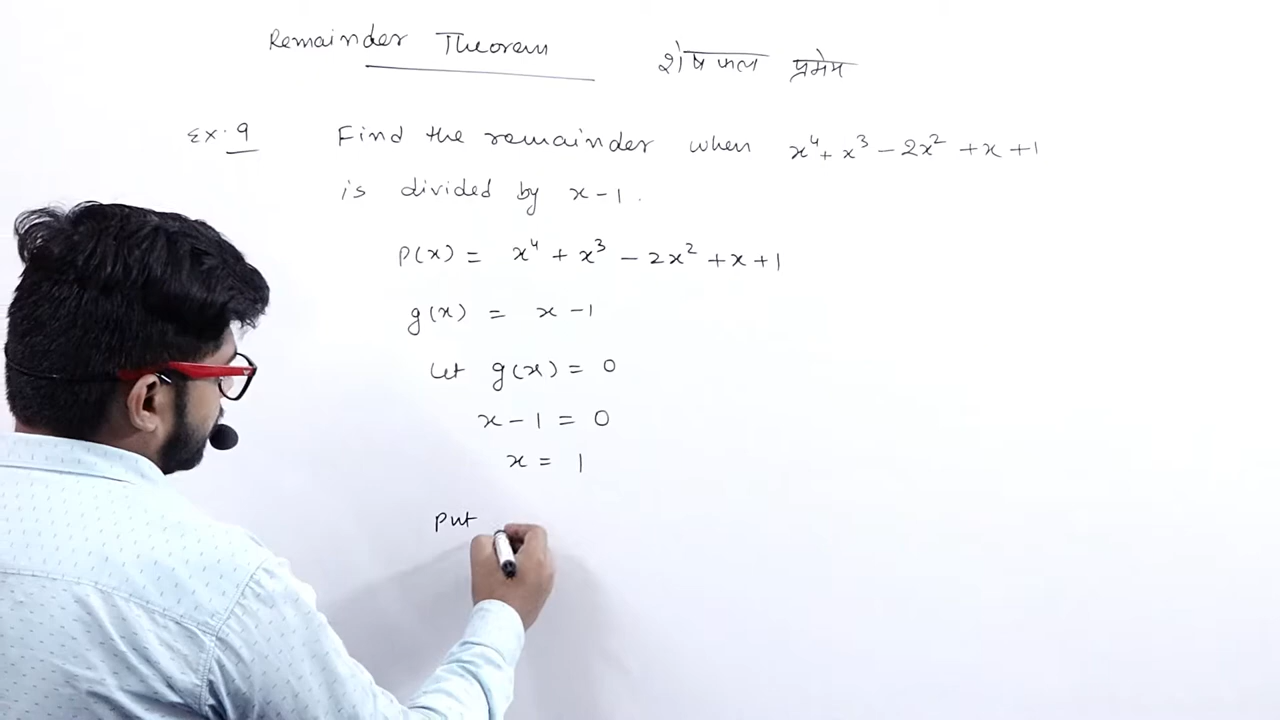 Remainder Theorem शेषफल प्रमेय
Ex. 9 Find the remainder when x⁴ + x³ - 2x² + x + 1
is divided by x - 1.
p(x) = x⁴ + x³ - 2x² + x + 1
g(x) = x - 1
Let g(x) = 0
x - 1 = 0
x = 1
Put